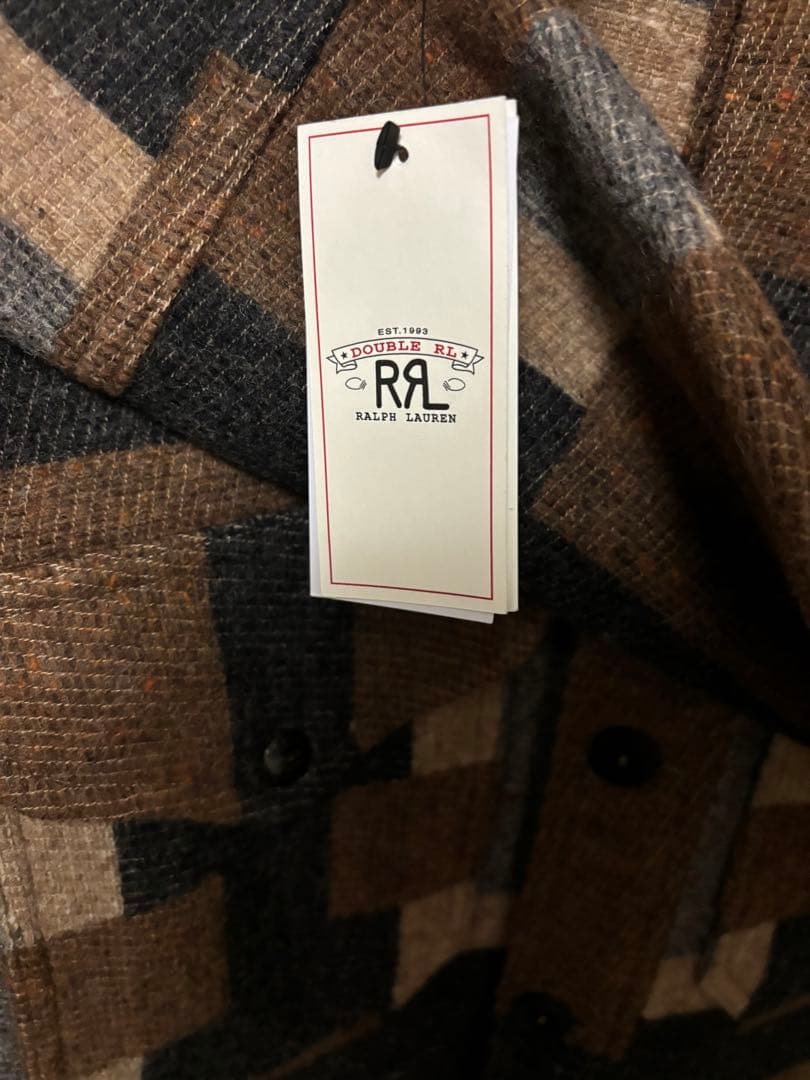 EST.1993
DOUBLE RL
RRL
RALPH LAUREN